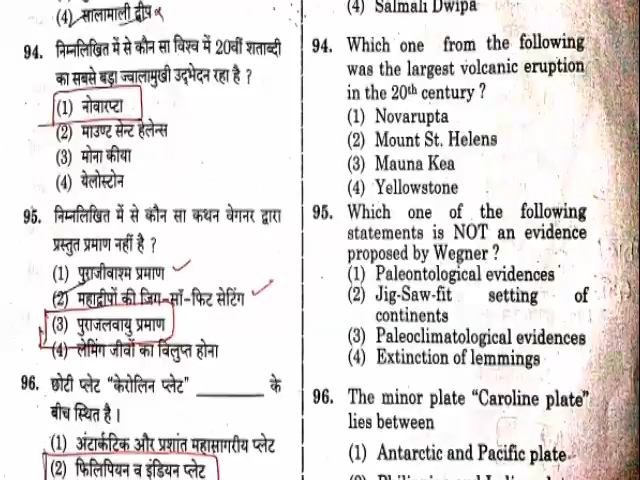 (4) सालामाली द्वीप
94. निम्नलिखित में से कौन सा विश्व में 20वीं शताब्दी
का सबसे बड़ा ज्वालामुखी उद्भेदन रहा है ?
(1) नोवारप्टा
(2) माउण्ट सेन्ट हेलेन्स
(3) मोना कीया
(4) येलोस्टोन
95. निम्नलिखित में से कौन सा कथन वेगनर द्वारा
प्रस्तुत प्रमाण नहीं है ?
(1) पुराजीवाश्म प्रमाण
(2) महाद्वीपों की जिग-सॉ-फिट सेटिंग
(3) पुराजलवायु प्रमाण
(4) लेमिंग जीवों का विलुप्त होना
96. छोटी प्लेट "केरोलिन प्लेट" ________ के
बीच स्थित है।
(1) अंटार्कटिक और प्रशांत महासागरीय प्लेट
(2) फिलिपियन व इंडियन प्लेट
(4) Salmali Dwipa
94. Which one from the following
was the largest volcanic eruption
in the 20th century ?
(1) Novarupta
(2) Mount St. Helens
(3) Mauna Kea
(4) Yellowstone
95. Which one of the following
statements is NOT an evidence
proposed by Wegner ?
(1) Paleontological evidences
(2) Jig-Saw-fit setting of
continents
(3) Paleoclimatological evidences
(4) Extinction of lemmings
96. The minor plate "Caroline plate"
lies between
(1) Antarctic and Pacific plate